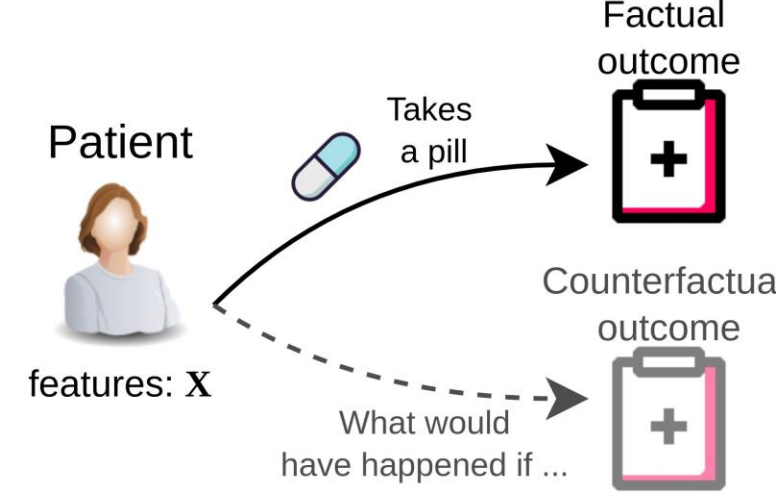 Factual
outcome
Takes
a pill
Patient
Counterfactua
outcome
features: X
What would
have happened if ...